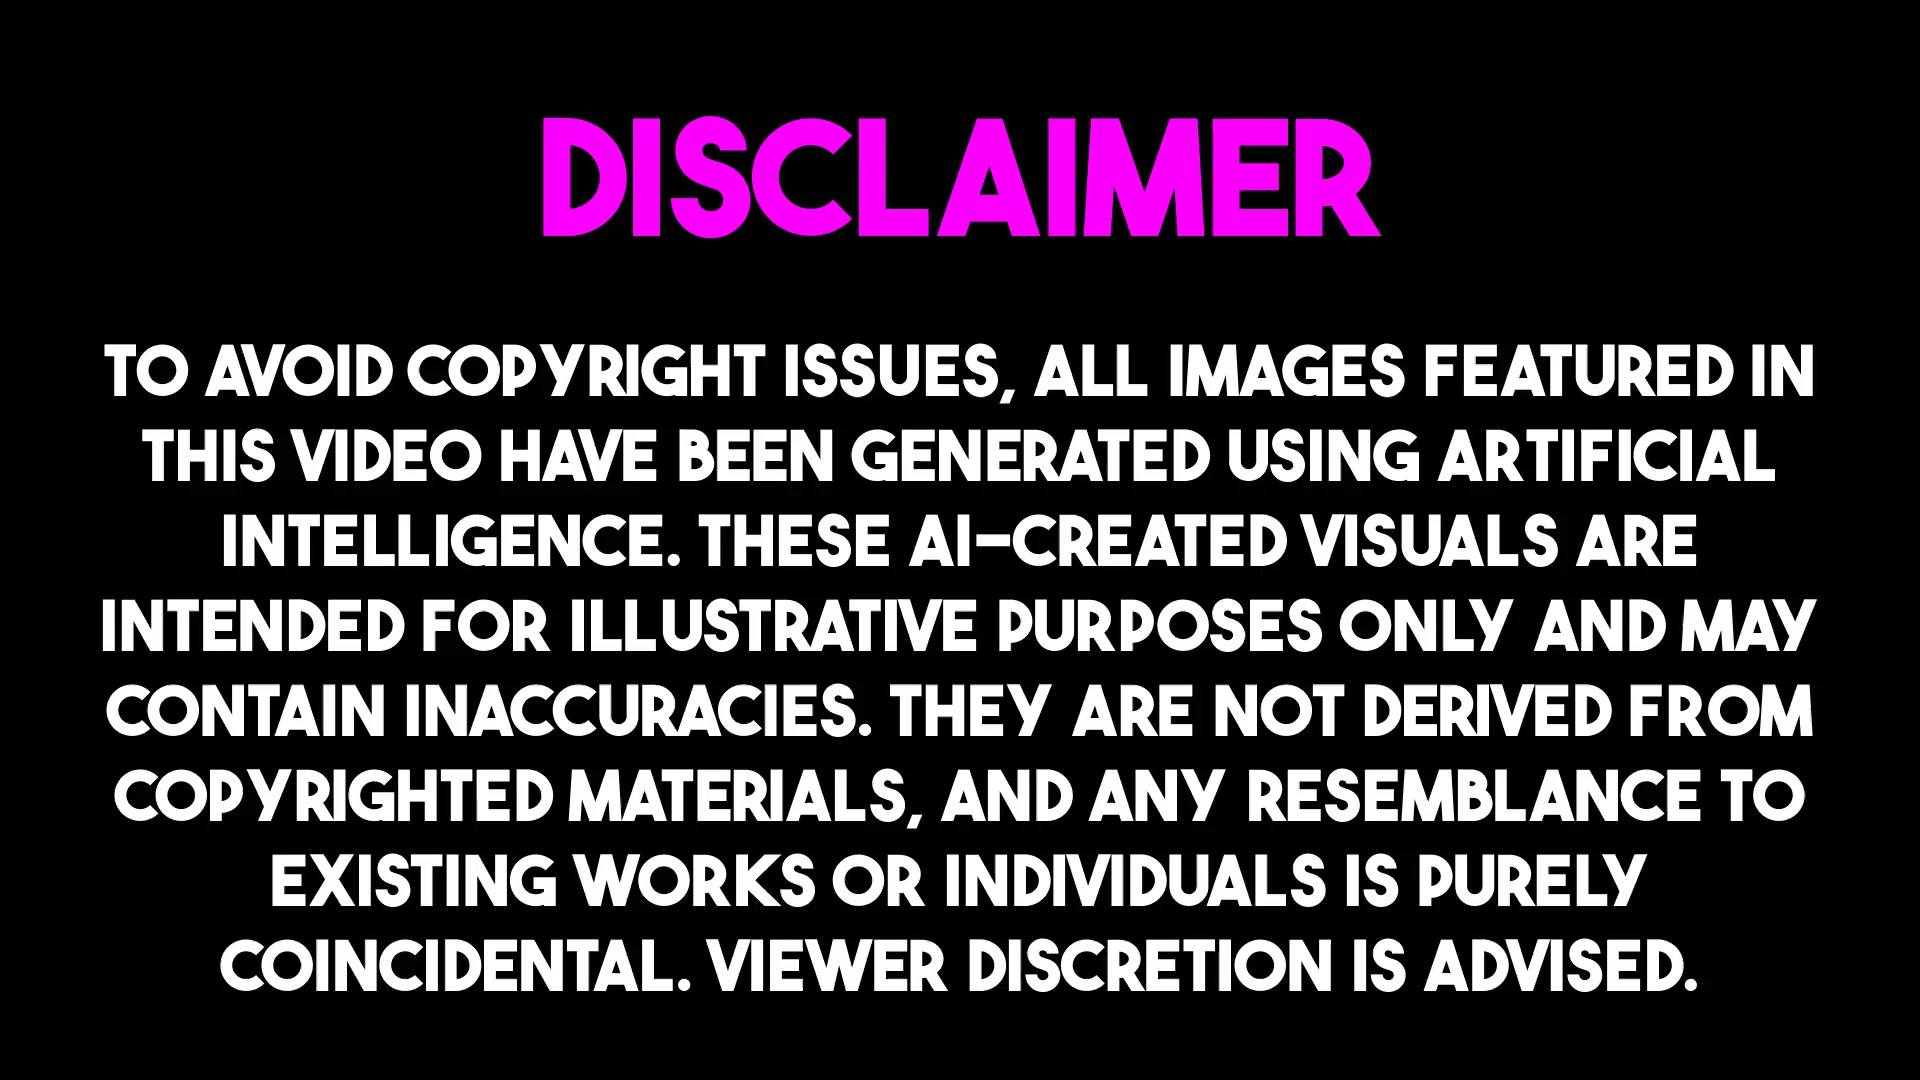 DISCLAIMER
TO AVOID COPYRIGHT ISSUES, ALL IMAGES FEATURED IN
THIS VIDEO HAVE BEEN GENERATED USING ARTIFICIAL
INTELLIGENCE. THESE AI-CREATED VISUALS ARE
INTENDED FOR ILLUSTRATIVE PURPOSES ONLY AND MAY
CONTAIN INACCURACIES. THEY ARE NOT DERIVED FROM
COPYRIGHTED MATERIALS, AND ANY RESEMBLANCE TO
EXISTING WORKS OR INDIVIDUALS IS PURELY
COINCIDENTAL. VIEWER DISCRETION IS ADVISED.